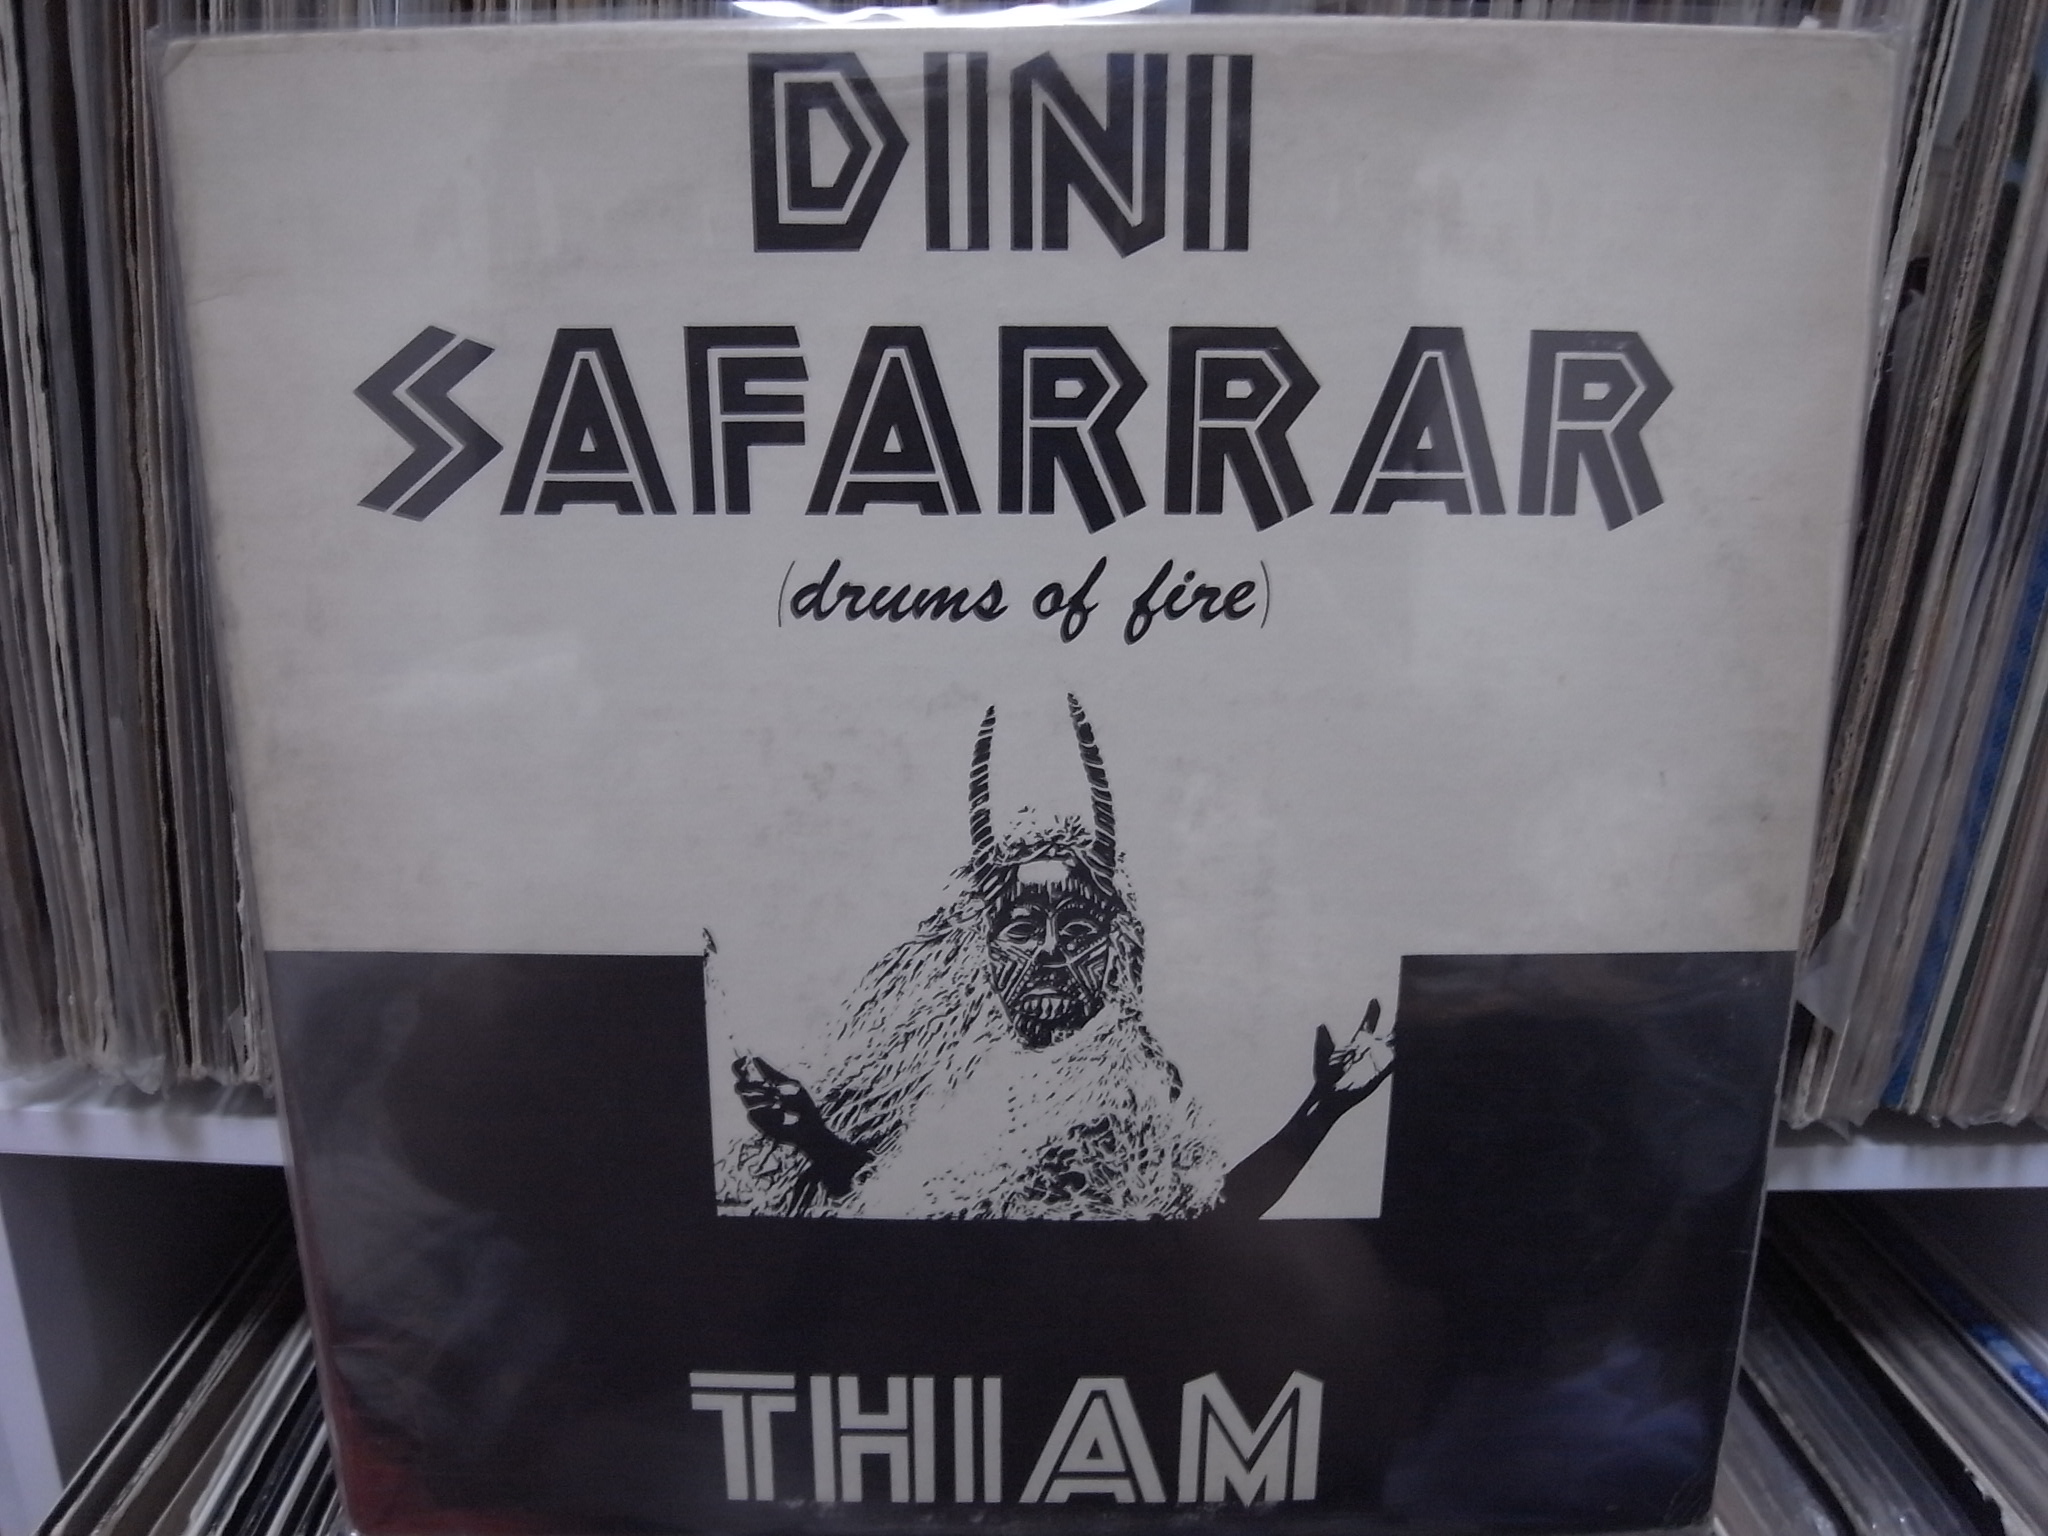 DINI
SAFARRAR
(drums of fire)
THIAM